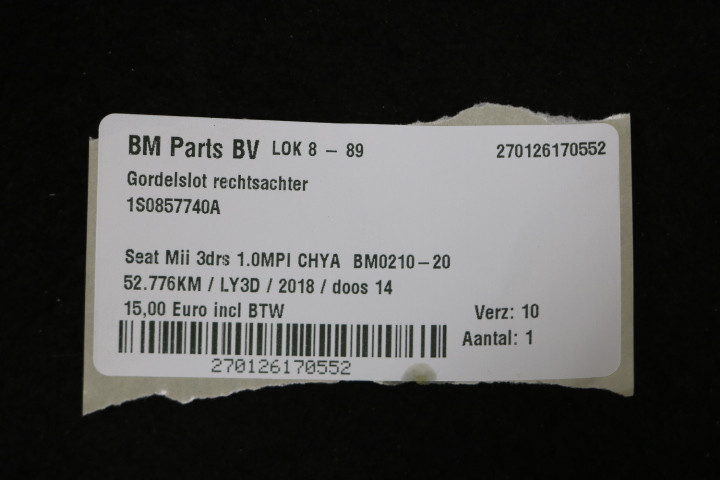 BM Parts BV LOK 8 - 89 270126170552
Gordelslot rechtsachter
1S0857740A
Seat Mii 3drs 1.0MPI CHYA BM0210-20
52.776KM / LY3D / 2018 / doos 14
15,00 Euro incl BTW Verz: 10
Aantal: 1
270126170552